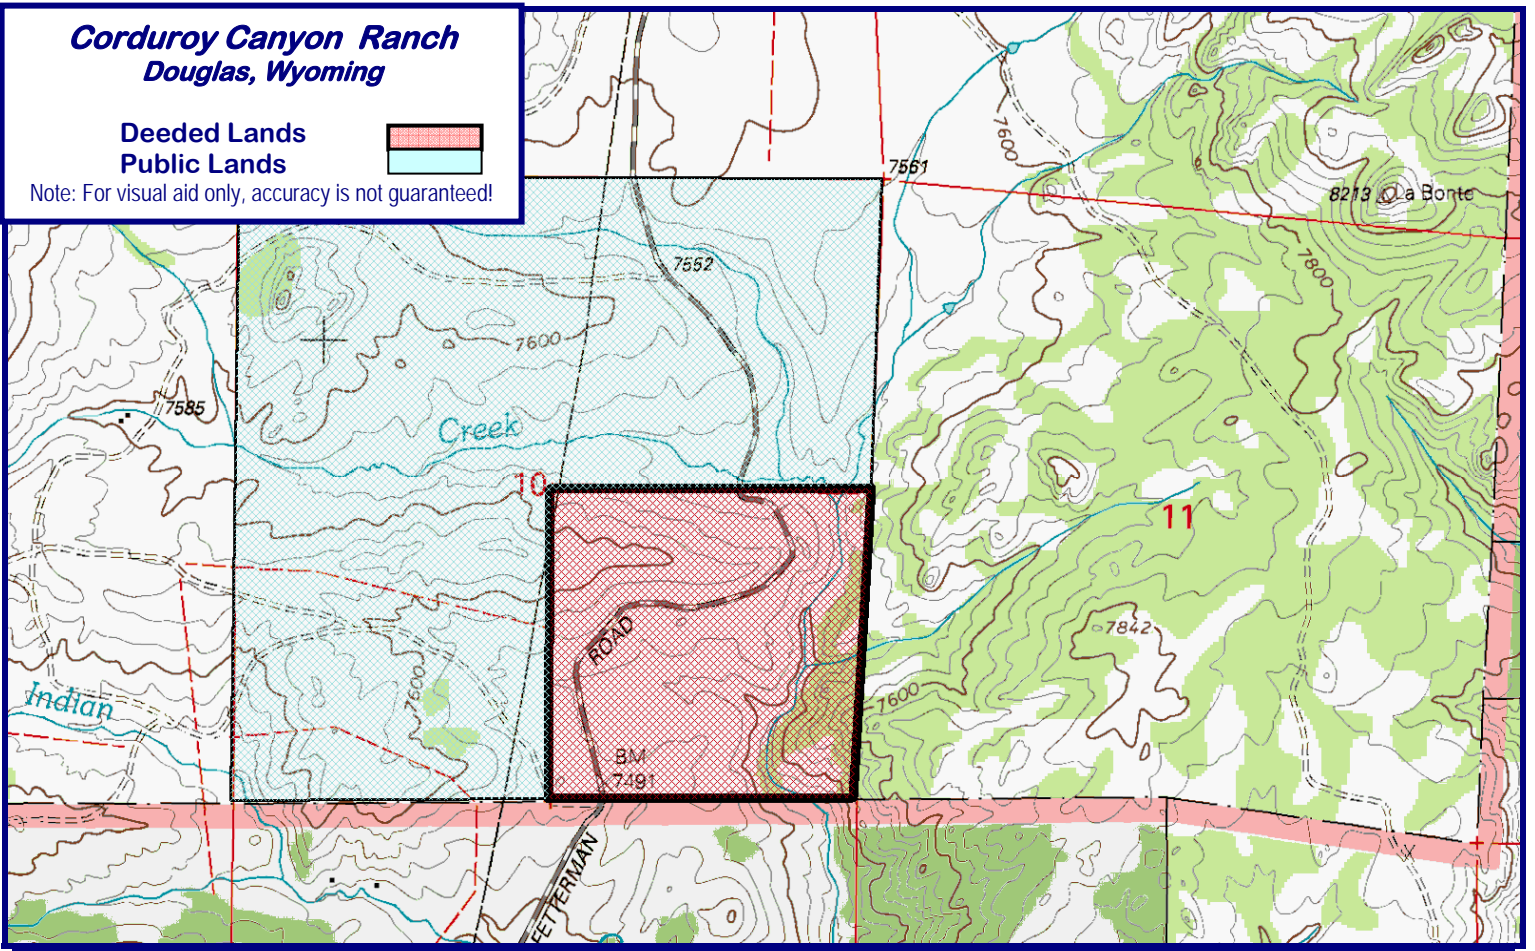 Corduroy Canyon Ranch
Douglas, Wyoming
Deeded Lands
Public Lands
Note: For visual aid only, accuracy is not guaranteed!
7600
7561
8213 La Bonte
7552
7800
7600
7585
Creek
10
11
ROAD
7842
7600
7600
Indian
BM
7491
FETTERMAN